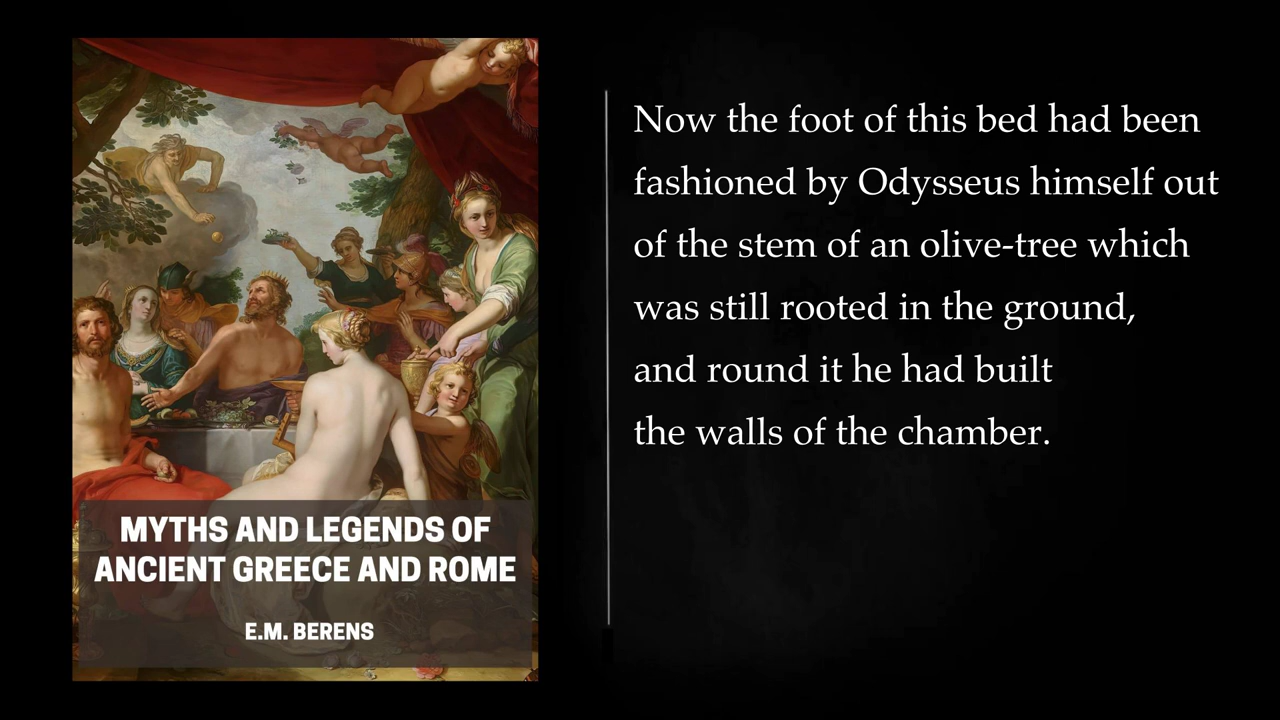 MYTHS AND LEGENDS OF
ANCIENT GREECE AND ROME
E.M. BERENS
Now the foot of this bed had been
fashioned by Odysseus himself out
of the stem of an olive-tree which
was still rooted in the ground,
and round it he had built
the walls of the chamber.